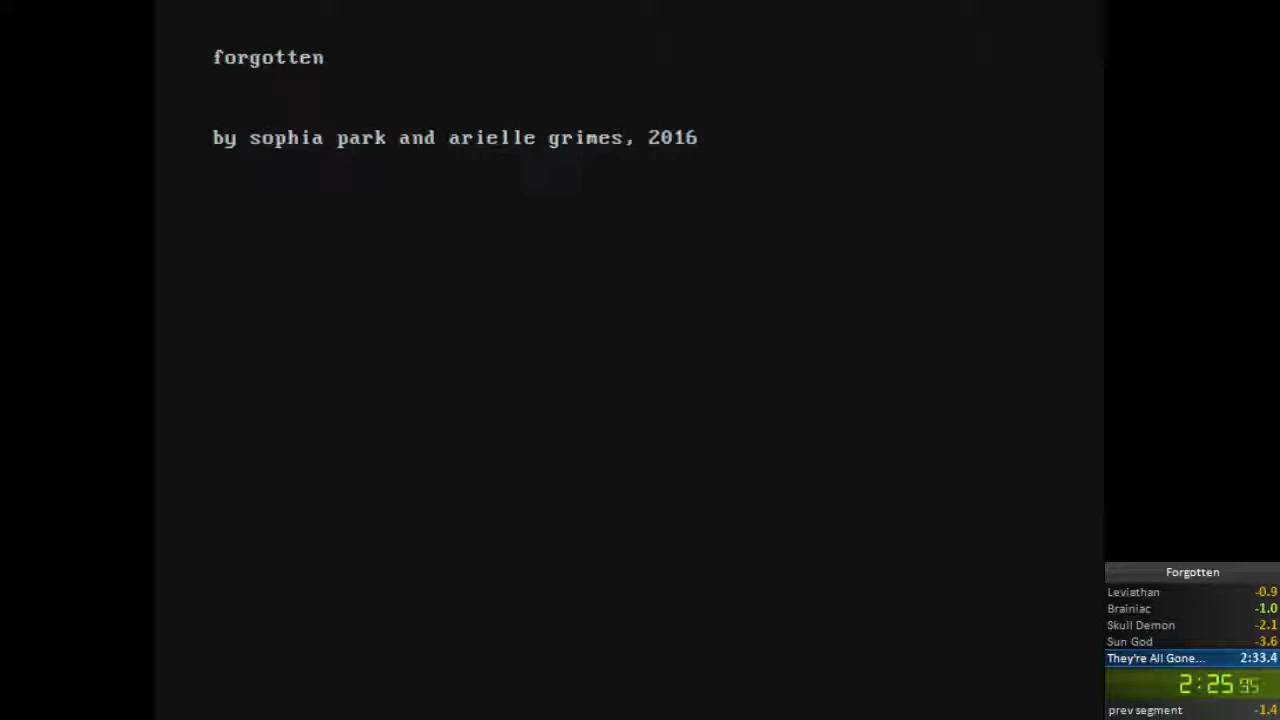 forgotten
by sophia park and arielle grimes, 2016
Forgotten
Leviathan -0.9
Brainiac -1.0
Skull Demon -2.1
Sun God -3.6
They're All Gone... 2:33.4
2:25 95
prev segment -1.4